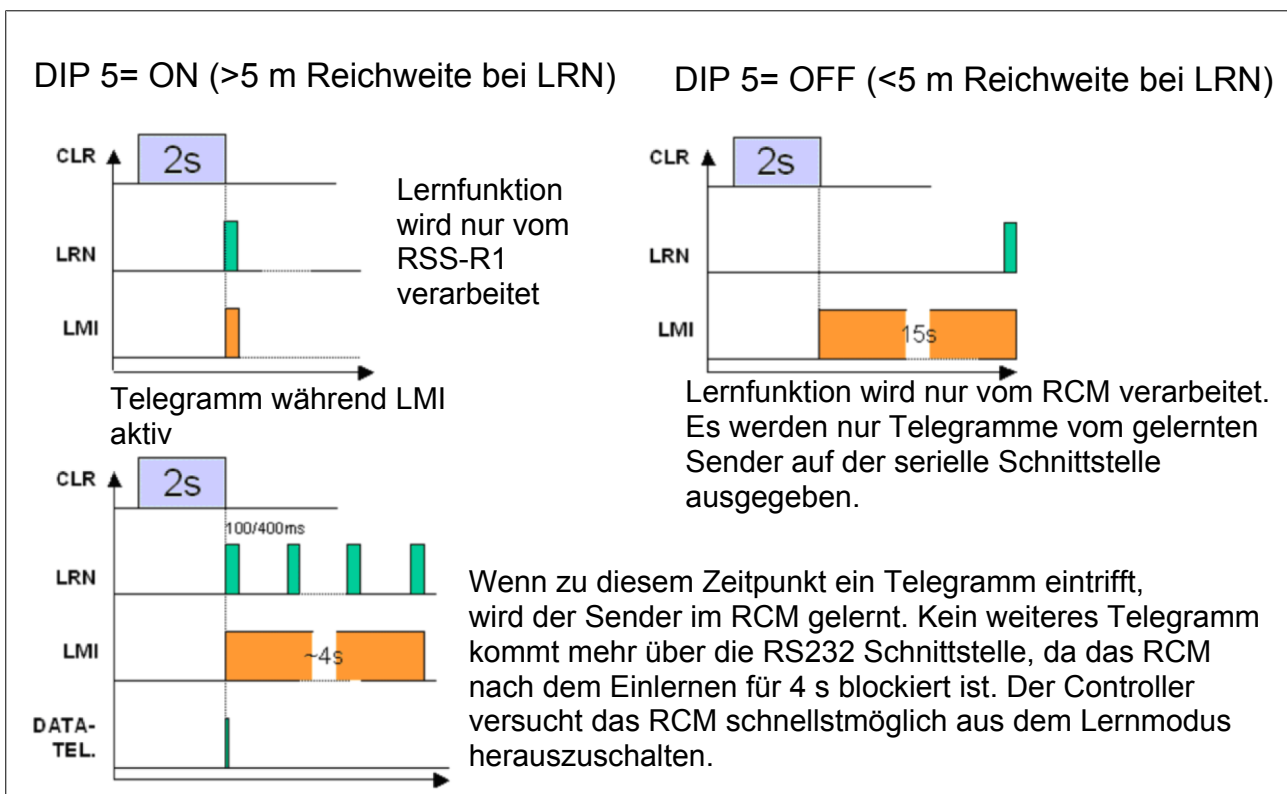 DIP 5= ON (>5 m Reichweite bei LRN)
CLR
2s
LRN
LMI
Lernfunktion
wird nur vom
RSS-R1
verarbeitet
Telegramm während LMI
aktiv
CLR
2s
100/400ms
LRN
LMI
~4s
DATA-
TEL.
DIP 5= OFF (<5 m Reichweite bei LRN)
CLR
2s
LRN
LMI
15s
Lernfunktion wird nur vom RCM verarbeitet.
Es werden nur Telegramme vom gelernten
Sender auf der serielle Schnittstelle
ausgegeben.
Wenn zu diesem Zeitpunkt ein Telegramm eintrifft,
wird der Sender im RCM gelernt. Kein weiteres Telegramm
kommt mehr über die RS232 Schnittstelle, da das RCM
nach dem Einlernen für 4 s blockiert ist. Der Controller
versucht das RCM schnellstmöglich aus dem Lernmodus
herauszuschalten.